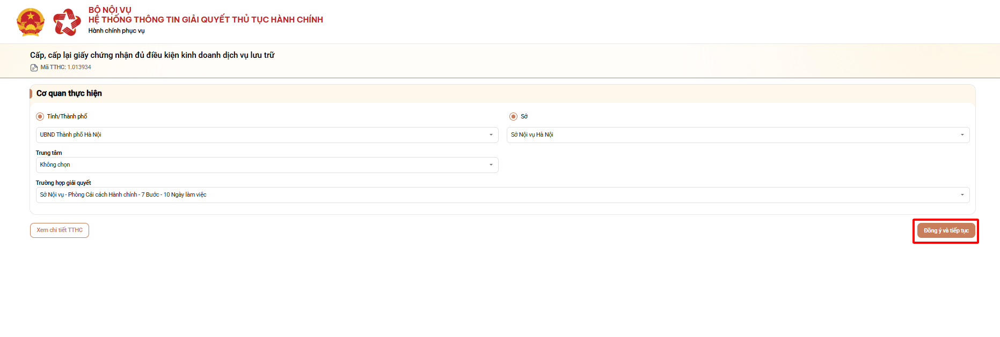 BỘ NỘI VỤ
HỆ THỐNG THÔNG TIN GIẢI QUYẾT THỦ TỤC HÀNH CHÍNH
Hành chính phục vụ
Cấp, cấp lại giấy chứng nhận đủ điều kiện kinh doanh dịch vụ lưu trữ
Mã TTHC: 1.013934
Cơ quan thực hiện
Tỉnh/Thành phố
Sở
UBND Thành phố Hà Nội
Sở Nội vụ Hà Nội
Trung tâm
Không chọn
Trường hợp giải quyết
Sở Nội vụ - Phòng Cải cách Hành chính - 7 Bước - 10 Ngày làm việc
Xem chi tiết TTHC
Đồng ý và tiếp tục